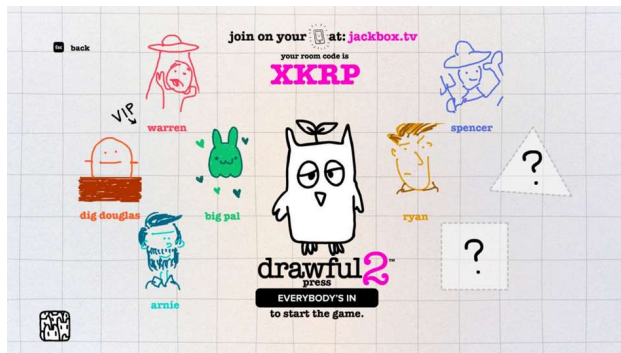 esc back
join on your at: jackbox.tv
your room code is
XKRP
VIP
warren
spencer
dig douglas
big pal
ryan
?
?
arnie
drawful 2™
press
EVERYBODY'S IN
to start the game.